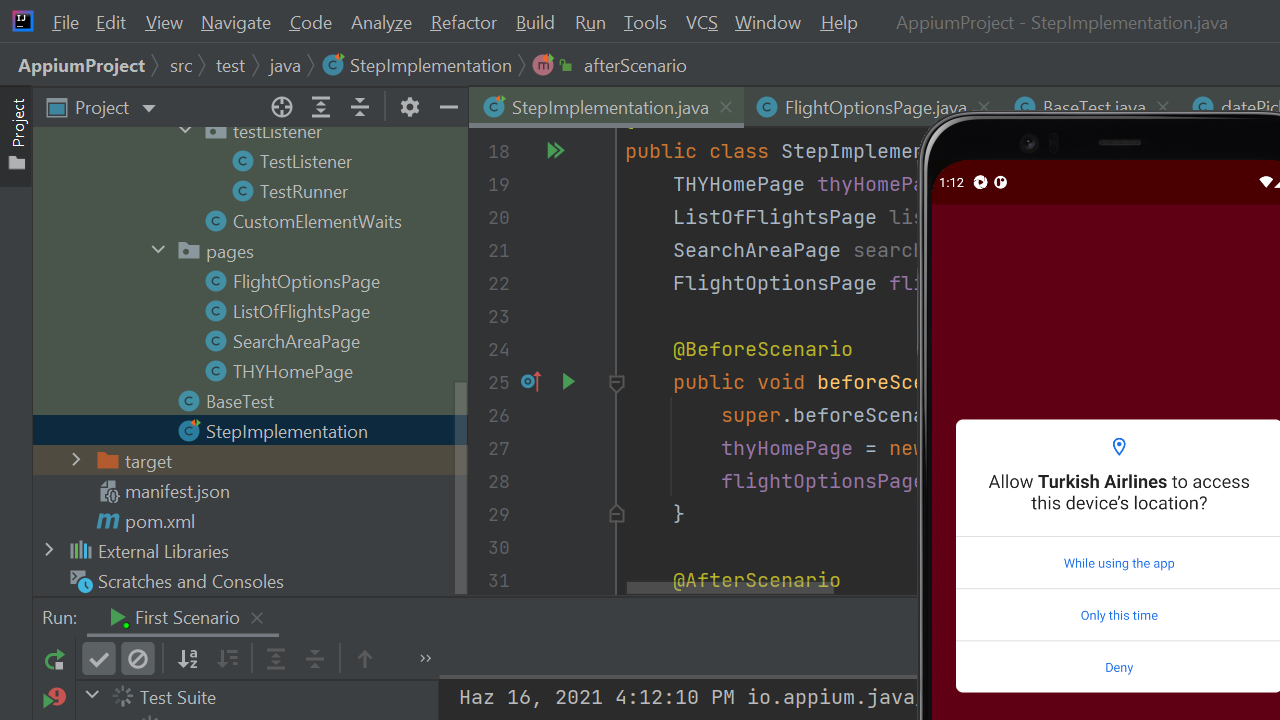 File Edit View Navigate Code Analyze Refactor Build Run Tools VCS Window Help AppiumProject - StepImplementation.java
AppiumProject src test java StepImplementation afterScenario
Project
Project
StepImplementation.java FlightOptionsPage.java BaseTest.java datePic
testListener
TestListener
TestRunner
CustomElementWaits
pages
FlightOptionsPage
ListOfFlightsPage
SearchAreaPage
THYHomePage
BaseTest
StepImplementation
target
manifest.json
pom.xml
External Libraries
Scratches and Consoles
18 public class StepImplemen
19 THYHomePage thyHomePa
20 ListOfFlightsPage lis
21 SearchAreaPage search
22 FlightOptionsPage fli
23
24 @BeforeScenario
25 public void beforeSce
26 super.beforeScena
27 thyHomePage = new
28 flightOptionsPage
29 }
30
31 @AfterScenario
1:12
Allow Turkish Airlines to access
this device's location?
While using the app
Only this time
Deny
Run: First Scenario
Test Suite
Haz 16, 2021 4:12:10 PM io.appium.java